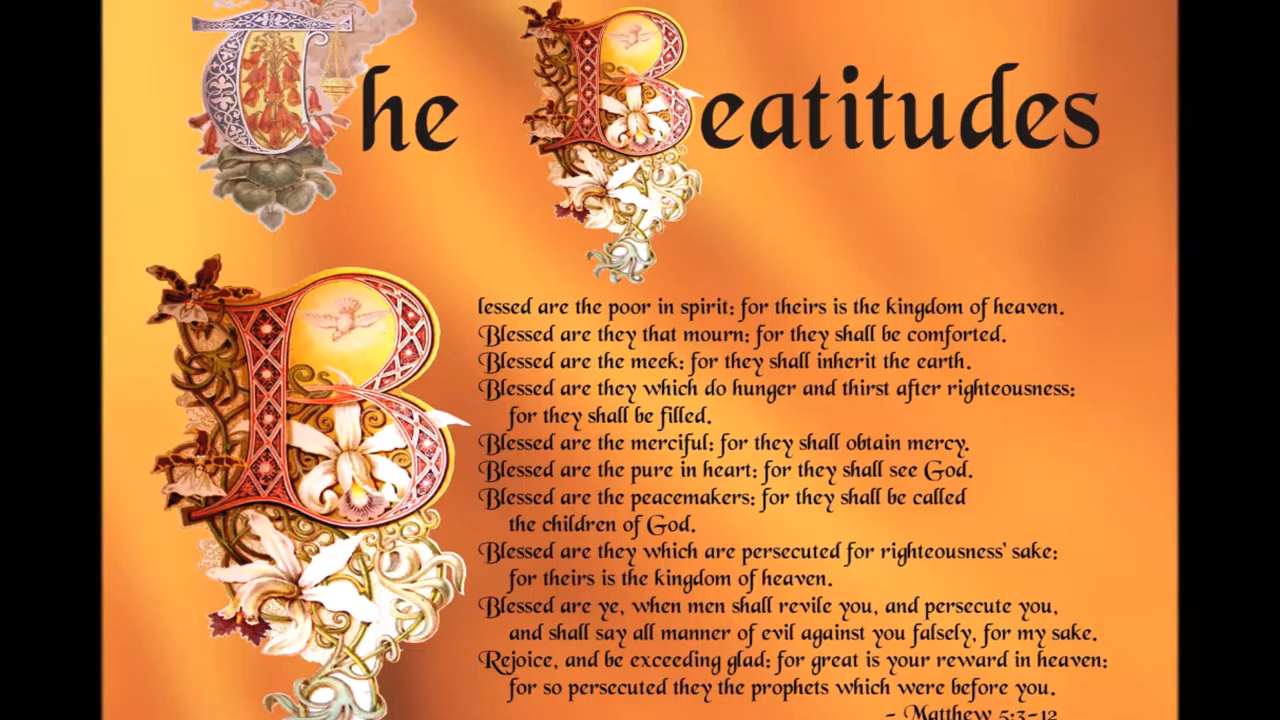 The Beatitudes
Blessed are the poor in spirit: for theirs is the kingdom of heaven.
Blessed are they that mourn: for they shall be comforted.
Blessed are the meek: for they shall inherit the earth.
Blessed are they which do hunger and thirst after righteousness:
for they shall be filled.
Blessed are the merciful: for they shall obtain mercy.
Blessed are the pure in heart: for they shall see God.
Blessed are the peacemakers: for they shall be called
the children of God.
Blessed are they which are persecuted for righteousness' sake:
for theirs is the kingdom of heaven.
Blessed are ye, when men shall revile you, and persecute you,
and shall say all manner of evil against you falsely, for my sake.
Rejoice, and be exceeding glad: for great is your reward in heaven:
for so persecuted they the prophets which were before you.
- Matthew 5:3-12